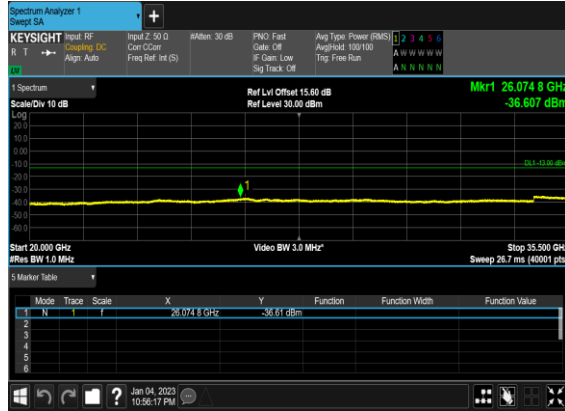 Spectrum Analyzer 1
Swept SA
+
KEYSIGHT Input: RF Input Z: 50 Ω #Atten: 30 dB PNO: Fast Avg Type: Power (RMS) 1 2 3 4 5 6
R T Coupling: DC Corr CCorr Gate: Off Avg|Hold: 100/100 A W W W W W
Align: Auto Freq Ref: Int (S) IF Gain: Low Trig: Free Run
LV Sig Track: Off A N N N N N
1 Spectrum Ref Lvl Offset 15.60 dB Mkr1 26.074 8 GHz
Scale/Div 10 dB Ref Level 30.00 dBm -36.607 dBm
Log
20.0
10.0
0.00
-10.0 DL1 -13.00 dBm
-20.0
-30.0
1
-40.0
-50.0
-60.0
Start 20.000 GHz Video BW 3.0 MHz* Stop 35.500 GHz
#Res BW 1.0 MHz Sweep 26.7 ms (40001 pts)
5 Marker Table
Mode Trace Scale X Y Function Function Width Function Value
1 N 1 f 26.074 8 GHz -36.61 dBm
2
3
4
5
6
? Jan 04, 2023
10:56:17 PM